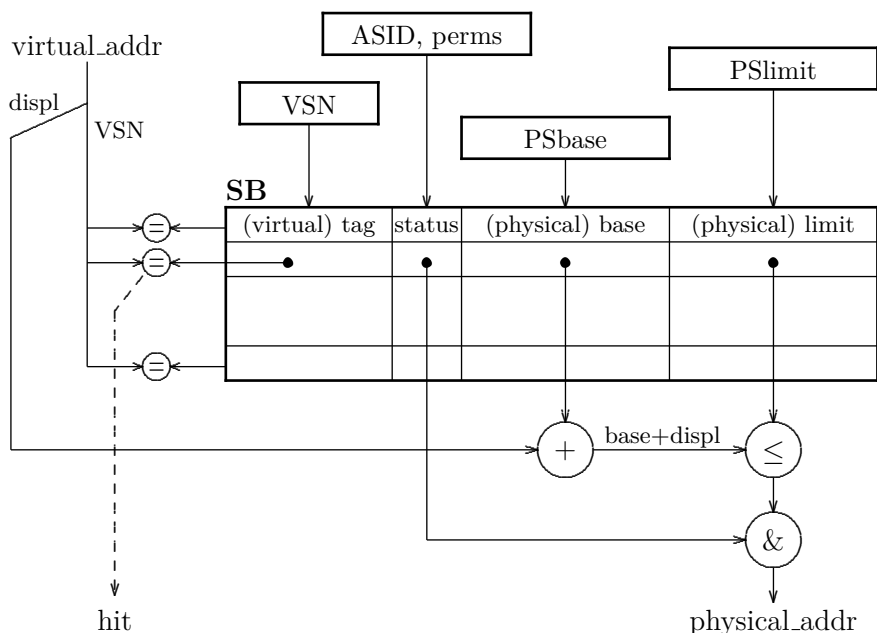 ASID, perms
virtual_addr
PSlimit
displ
VSN
VSN
PSbase
SB
(virtual) tag status (physical) base (physical) limit
=
=
=
+ base+displ ≤
&
hit physical_addr